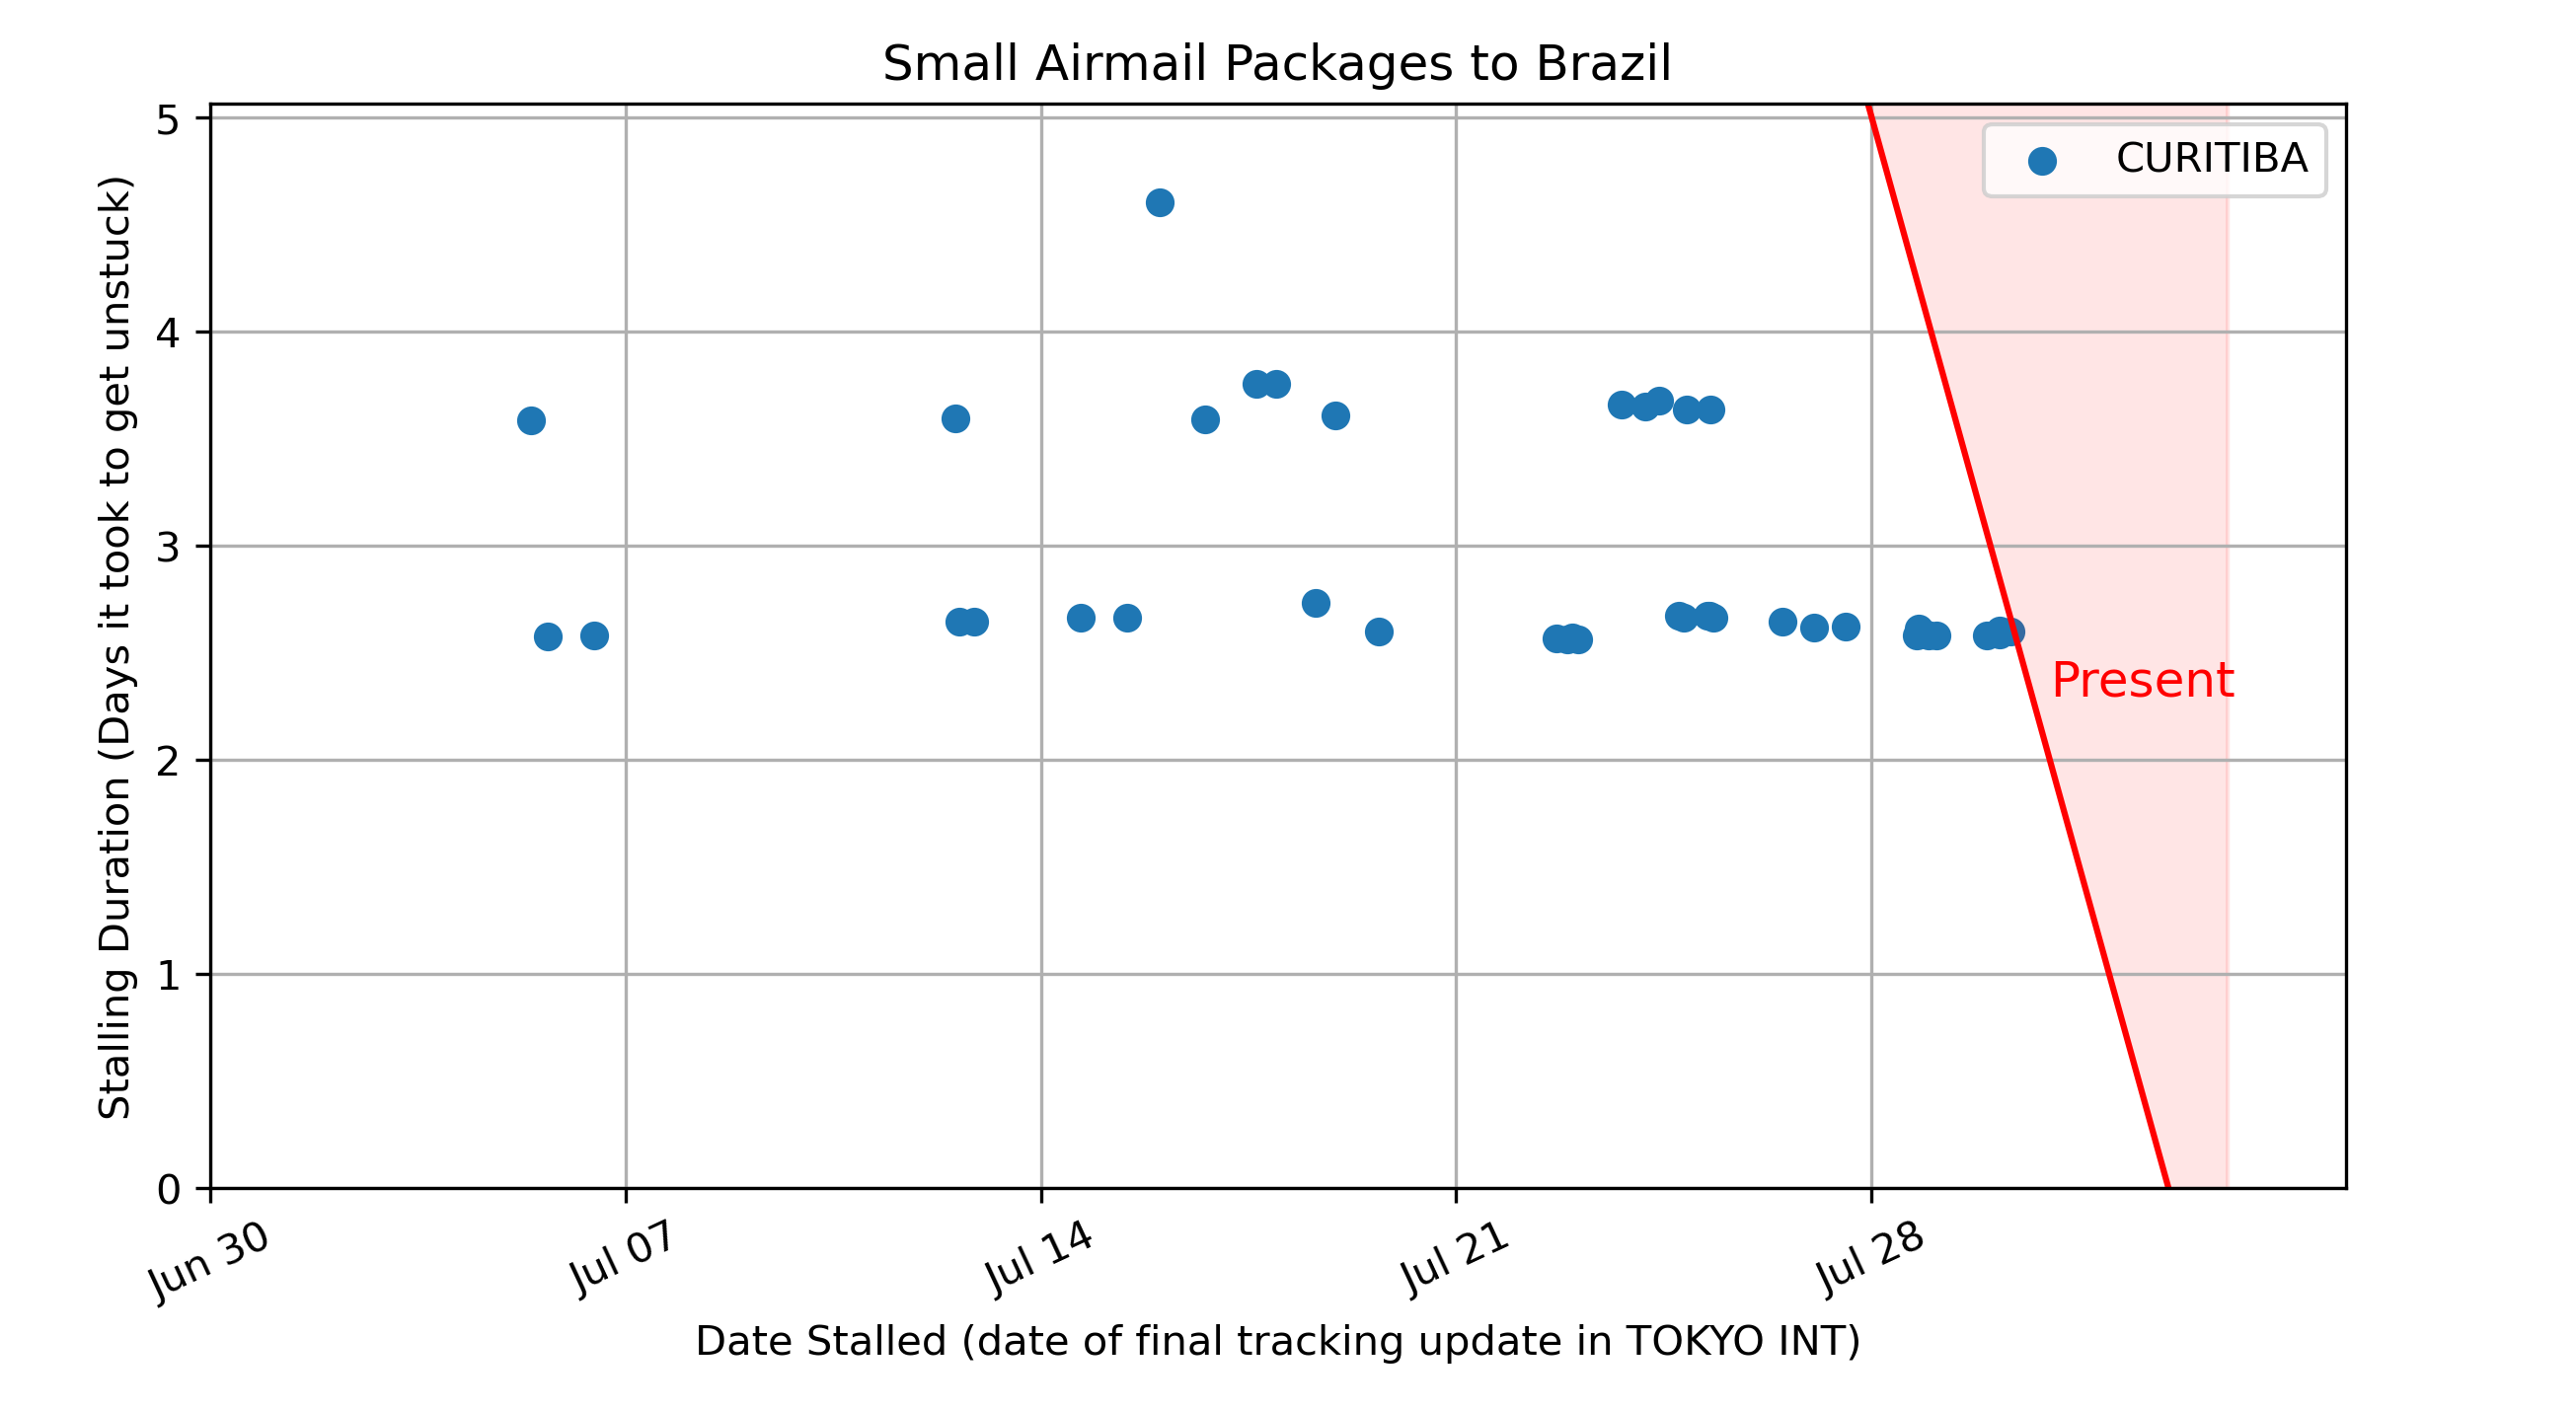 Small Airmail Packages to Brazil
Stalling Duration (Days it took to get unstuck)
5
4
3
2
1
0
CURITIBA
Present
Jun 30
Jul 07
Jul 14
Jul 21
Jul 28
Date Stalled (date of final tracking update in TOKYO INT)